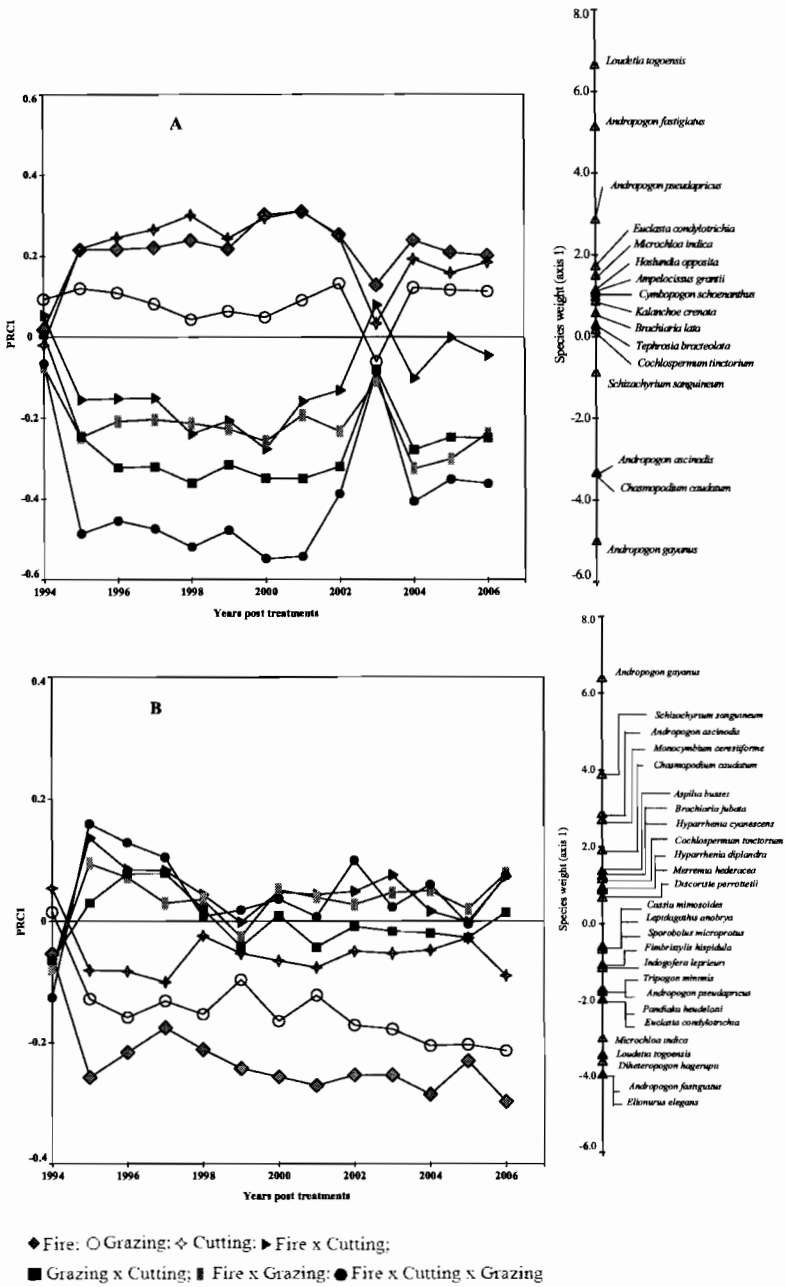 A
PRC1
0.6
0.4
0.2
0
-0.2
-0.4
-0.6
1994 1996 1998 2000 2002 2004 2006
Years post treatments
Species weight (axis 1)
8.0
6.0
4.0
2.0
0.0
-2.0
-4.0
-6.0
Loudetia togoensis
Andropogon fastigiatus
Andropogon pseudapricus
Euclasta condylotrichia
Microchloa indica
Hoslundia opposita
Ampelocissus grantii
Cymbopogon schoenanthus
Kalanchoe crenata
Brachiaria lata
Tephrosia bracteolata
Cochlospermum tinctorium
Schizachyrium sanguineum
Andropogon ascinodis
Chasmopodium caudatum
Andropogon gayanus
B
PRC1
0.4
0.2
0
-0.2
-0.4
1994 1996 1998 2000 2002 2004 2006
Years post treatments
Species weight (axis 1)
8.0
6.0
4.0
2.0
0.0
-2.0
-4.0
-6.0
Andropogon gayanus
Schizachyrium sanguineum
Andropogon ascinodis
Monocymbium ceresiiforme
Chasmopodium caudatum
Aspilia bussei
Brachiaria jubata
Hyparrhenia cyanescens
Cochlospermum tinctorium
Hyparrhenia diplandra
Merremia hederacea
perrottetii
Cassia mimosoides
Lepidagathis anobrya
Sporobolus microprotus
Fimbristylis hispidula
Indogofera leprieuri
Tripogon minimis
Andropogon pseudapricus
Pandiaka heudeloni
Euclasta condylotrichia
Microchloa indica
Loudetia togoensis
Diheteropogon hagerupii
Andropogon fastigiatus
Elionurus elegans
Fire; Grazing; Cutting; Fire x Cutting;
Grazing x Cutting; Fire x Grazing; Fire x Cutting x Grazing